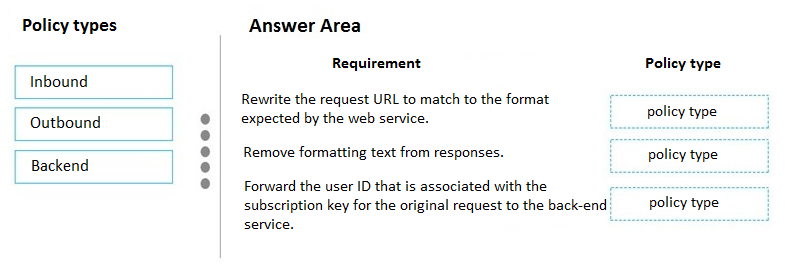 Policy types
Answer Area
Requirement
Policy type
Inbound
Outbound
Backend
Rewrite the request URL to match to the format
expected by the web service.
policy type
Remove formatting text from responses.
policy type
Forward the user ID that is associated with the
subscription key for the original request to the back-end
service.
policy type